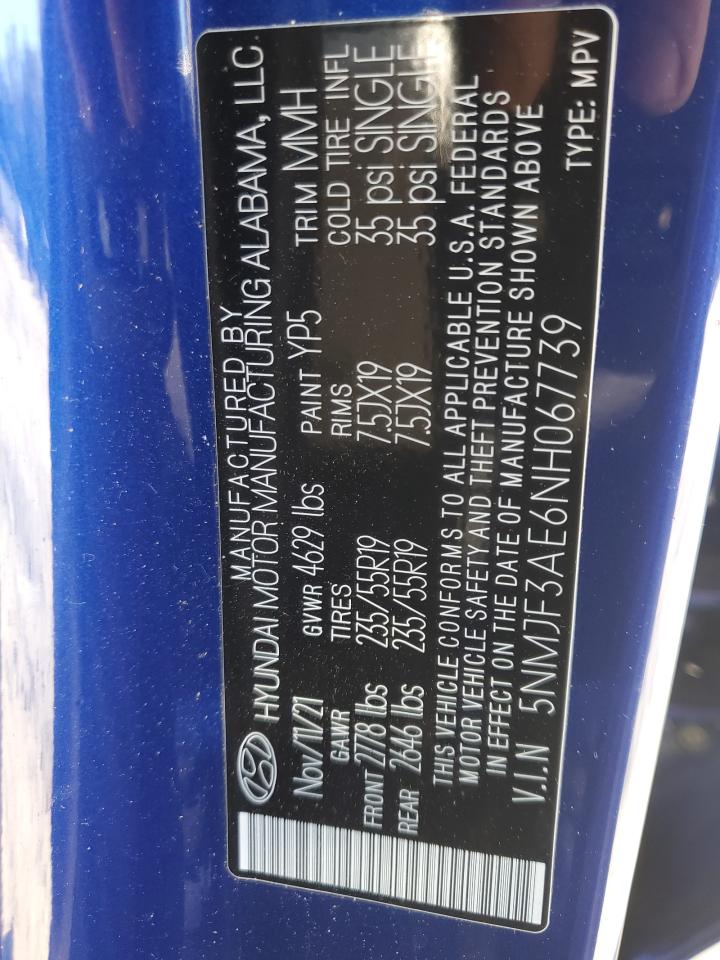 MANUFACTURED BY
HYUNDAI MOTOR MANUFACTURING ALABAMA, LLC.
Nov/11/21 GVWR 4629 lbs PAINT YP5 TRIM MMH
GAWR TIRES RIMS COLD TIRE INFL
FRONT 2778 lbs 235/55R19 7.5JX19 35 psi SINGLE
REAR 2646 lbs 235/55R19 7.5JX19 35 psi SINGLE
THIS VEHICLE CONFORMS TO ALL APPLICABLE U.S.A. FEDERAL
MOTOR VEHICLE SAFETY AND THEFT PREVENTION STANDARDS
IN EFFECT ON THE DATE OF MANUFACTURE SHOWN ABOVE
V.I.N 5NMJF3AE6NH067739
TYPE: MPV